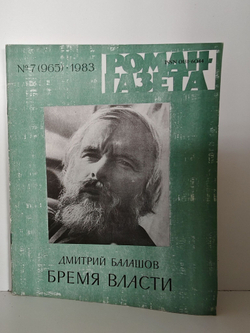 №7(965)·1983
РОМАН-
ГАЗЕТА
ДМИТРИЙ БАЛАШОВ
БРЕМЯ ВЛАСТИ